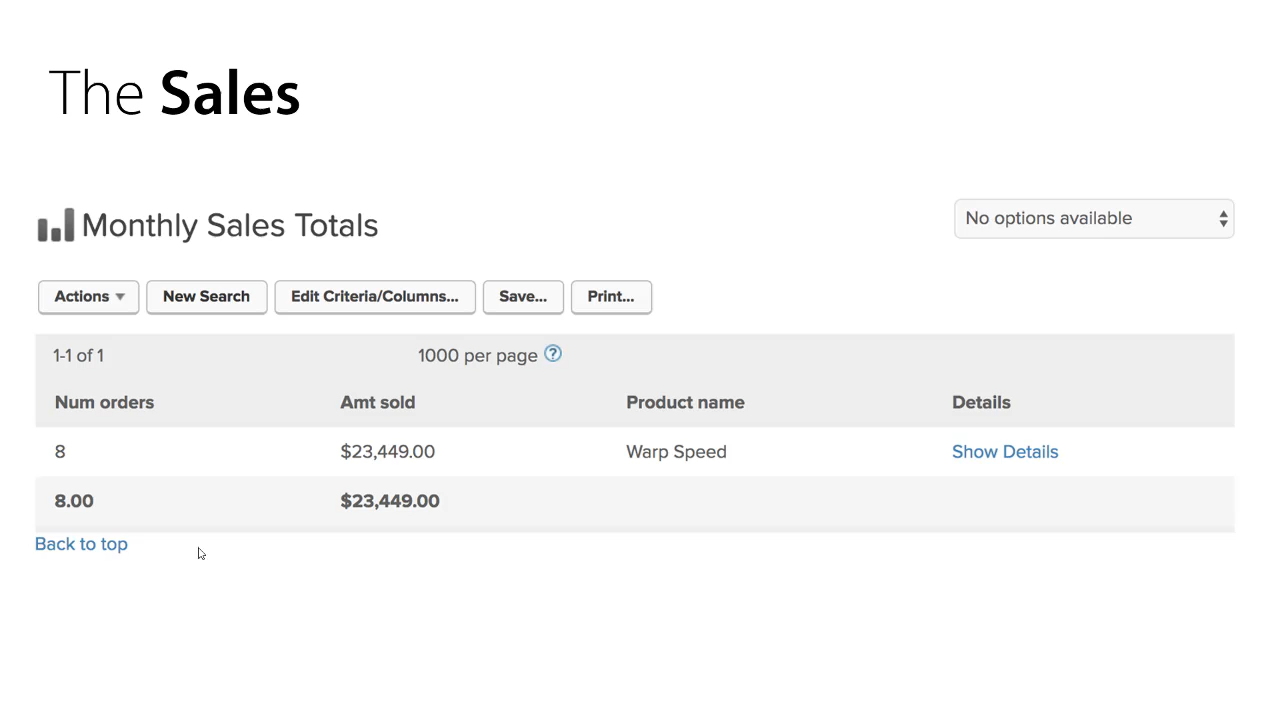 The Sales
Monthly Sales Totals
No options available
Actions New Search Edit Criteria/Columns... Save... Print...
1-1 of 1 1000 per page ?
Num orders Amt sold Product name Details
8 $23,449.00 Warp Speed Show Details
8.00 $23,449.00
Back to top